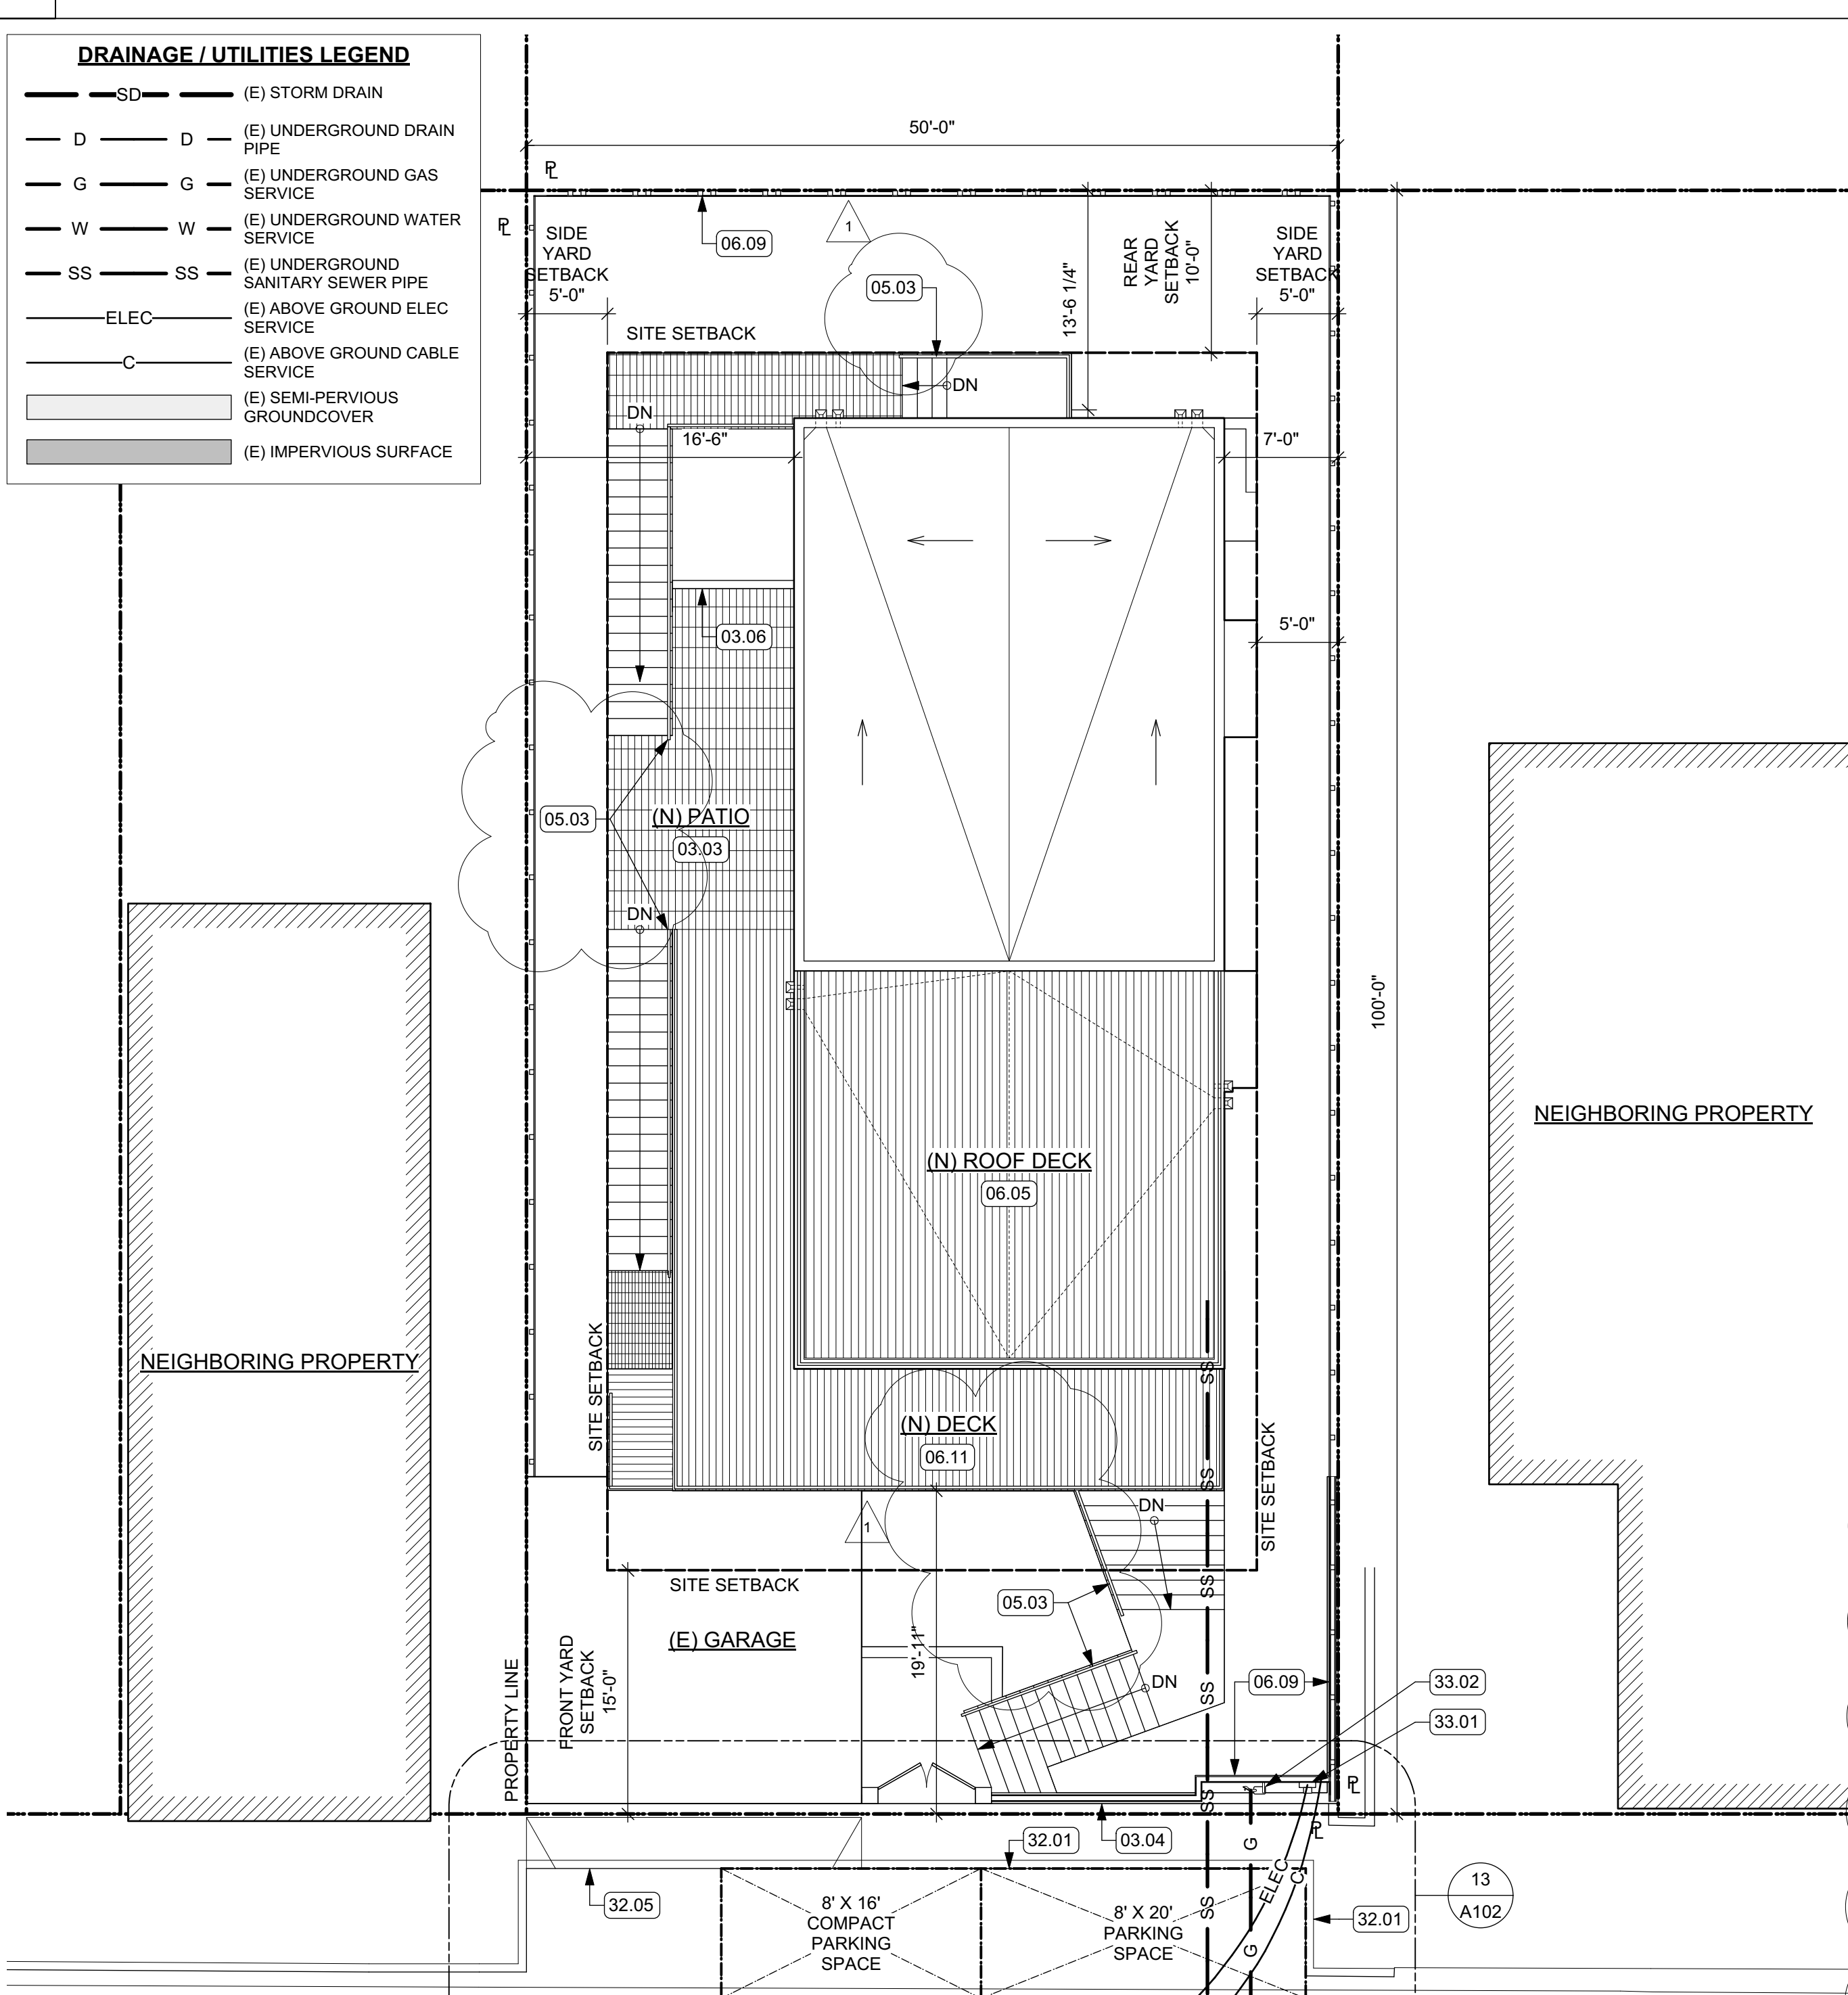 DRAINAGE / UTILITIES LEGEND
SD
(E) STORM DRAIN
D D
(E) UNDERGROUND DRAIN
PIPE
G G
(E) UNDERGROUND GAS
SERVICE
W W
(E) UNDERGROUND WATER
SERVICE
SS SS
(E) UNDERGROUND
SANITARY SEWER PIPE
ELEC
(E) ABOVE GROUND ELEC
SERVICE
C
(E) ABOVE GROUND CABLE
SERVICE
(E) SEMI-PERVIOUS
GROUNDCOVER
(E) IMPERVIOUS SURFACE
50'-0"
PL
PL
SIDE
YARD
SETBACK
5'-0"
06.09
1
05.03
13'-6 1/4"
REAR
YARD
SETBACK
10'-0"
SIDE
YARD
SETBACK
5'-0"
SITE SETBACK
DN
DN
16'-6"
7'-0"
03.06
5'-0"
05.03
(N) PATIO
03.03
DN
100'-0"
NEIGHBORING PROPERTY
(N) ROOF DECK
06.05
NEIGHBORING PROPERTY
SITE SETBACK
SS
(N) DECK
06.11
SS
SITE SETBACK
1
DN
SITE SETBACK
SS
05.03
(E) GARAGE
19'-11"
FRONT YARD
SETBACK
15'-0"
PROPERTY LINE
DN
SS
06.09
33.02
33.01
PL
SS
PL
32.01
03.04
G
ELEC
C
32.05
8' X 16'
COMPACT
PARKING
SPACE
8' X 20'
PARKING
SPACE
SS
G
32.01
13
A102